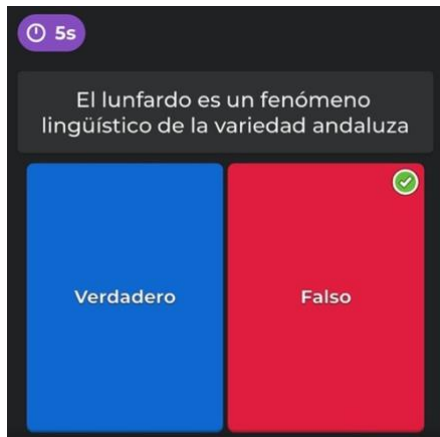 5s
El lunfardo es un fenómeno
lingüístico de la variedad andaluza
Verdadero
Falso